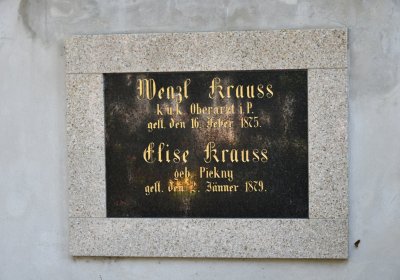 Wenzl Krauss
k.u.k. Oberarzt i. P.
gest. den 16. Feber 1875.
Elise Krauss
geb. Piekny
gest. den 2. Jänner 1879.